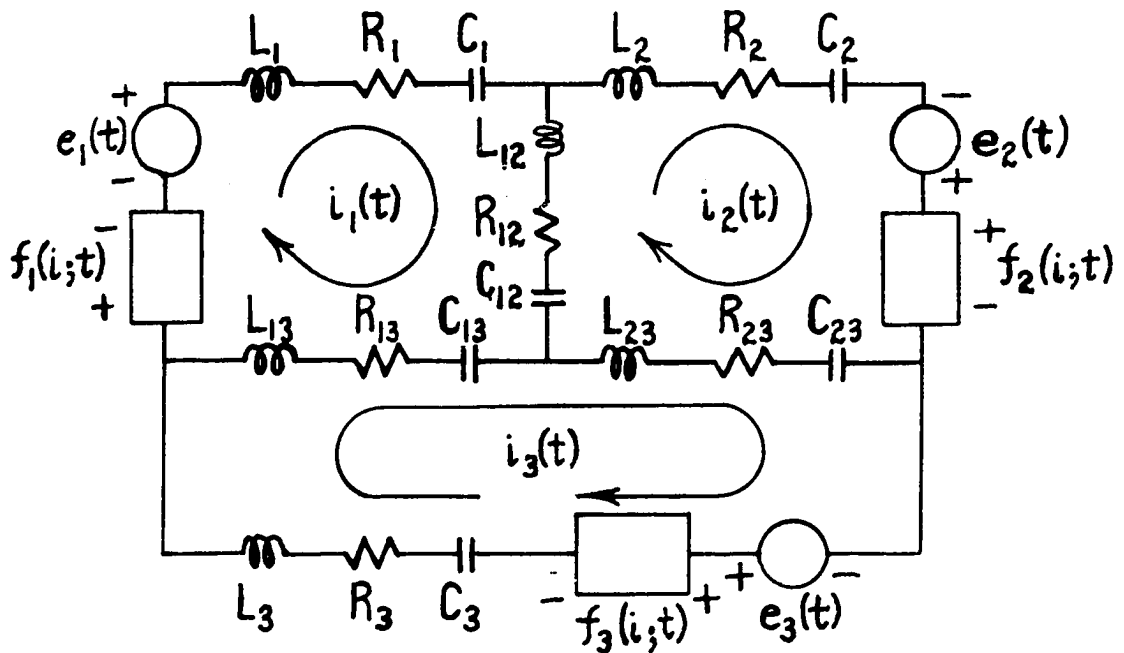 L₁ R₁ C₁ L₂ R₂ C₂
+ −
e₁(t) L₁₂ e₂(t)
− +
i₁(t) R₁₂ i₂(t)
− +
f₁(i;t) C₁₂ f₂(i;t)
+ −
L₁₃ R₁₃ C₁₃ L₂₃ R₂₃ C₂₃
i₃(t)
L₃ R₃ C₃ − + + −
f₃(i;t) e₃(t)